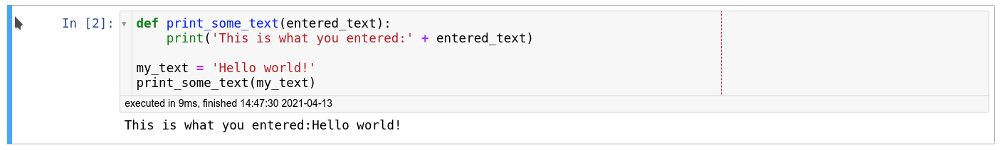 In [2]:
def print_some_text(entered_text):
    print('This is what you entered:' + entered_text)
my_text = 'Hello world!'
print_some_text(my_text)
executed in 9ms, finished 14:47:30 2021-04-13
This is what you entered:Hello world!